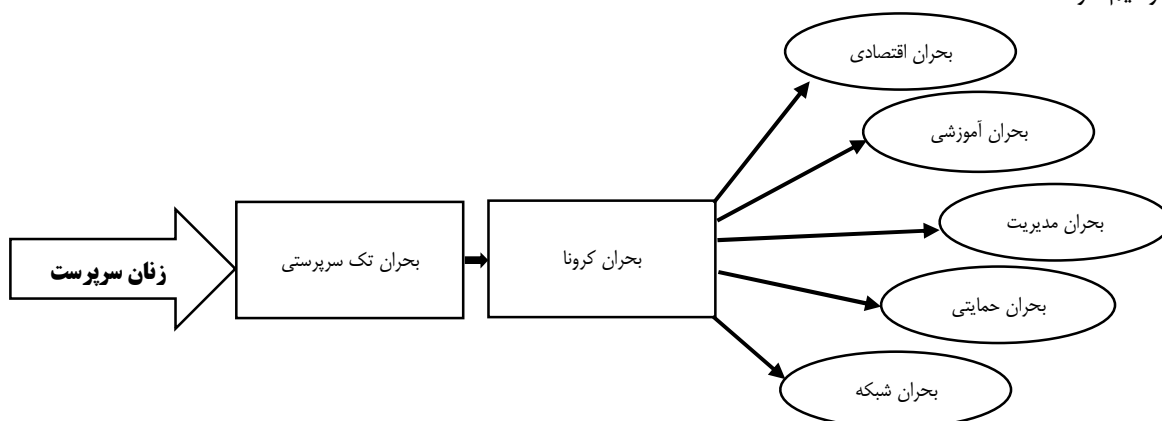 بحران اقتصادی
بحران آموزشی
بحران مدیریت
بحران حمایتی
بحران شبکه
بحران کرونا
بحران تک سرپرستی
زنان سرپرست